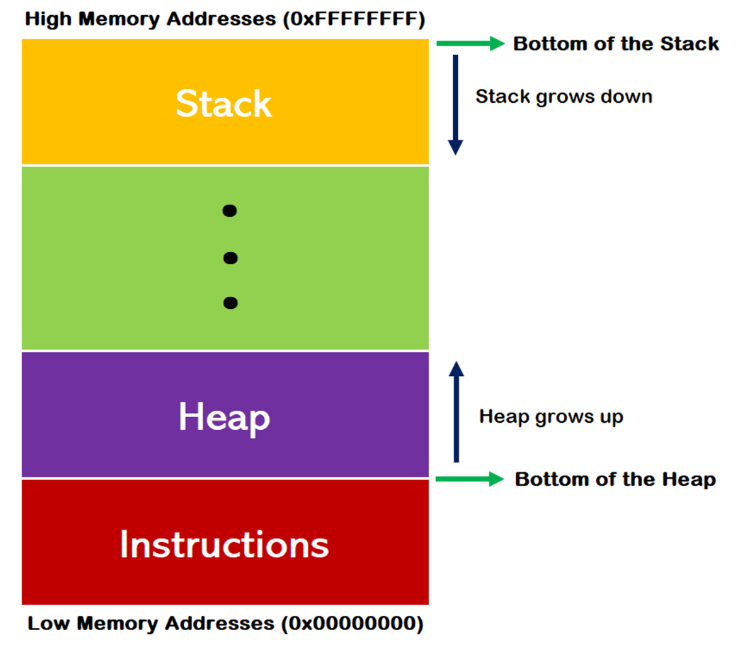 High Memory Addresses (0xFFFFFFFF)
Bottom of the Stack
Stack
Stack grows down
Heap
Heap grows up
Bottom of the Heap
Instructions
Low Memory Addresses (0x00000000)